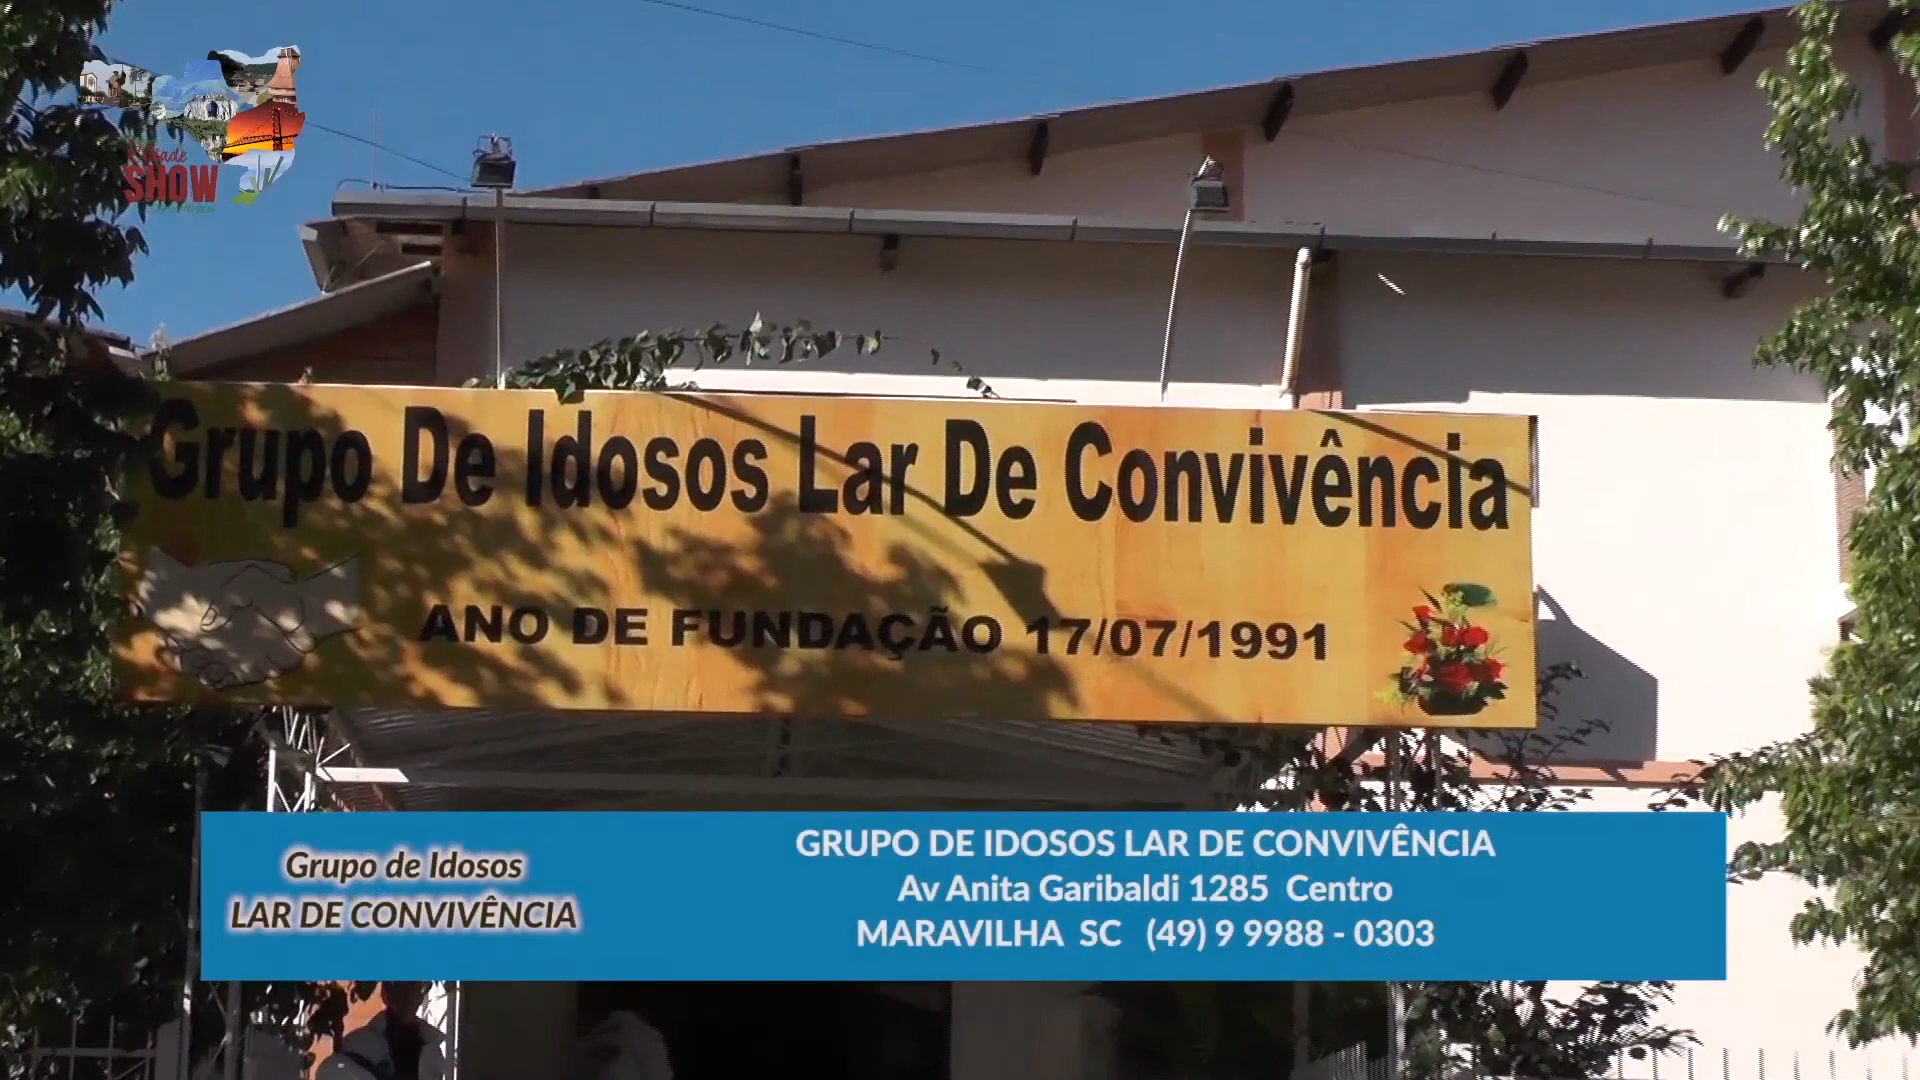 SHOW
Grupo De Idosos Lar De Convivência
ANO DE FUNDAÇÃO 17/07/1991
Grupo de Idosos
LAR DE CONVIVÊNCIA
GRUPO DE IDOSOS LAR DE CONVIVÊNCIA
Av Anita Garibaldi 1285 Centro
MARAVILHA SC (49) 9 9988 - 0303